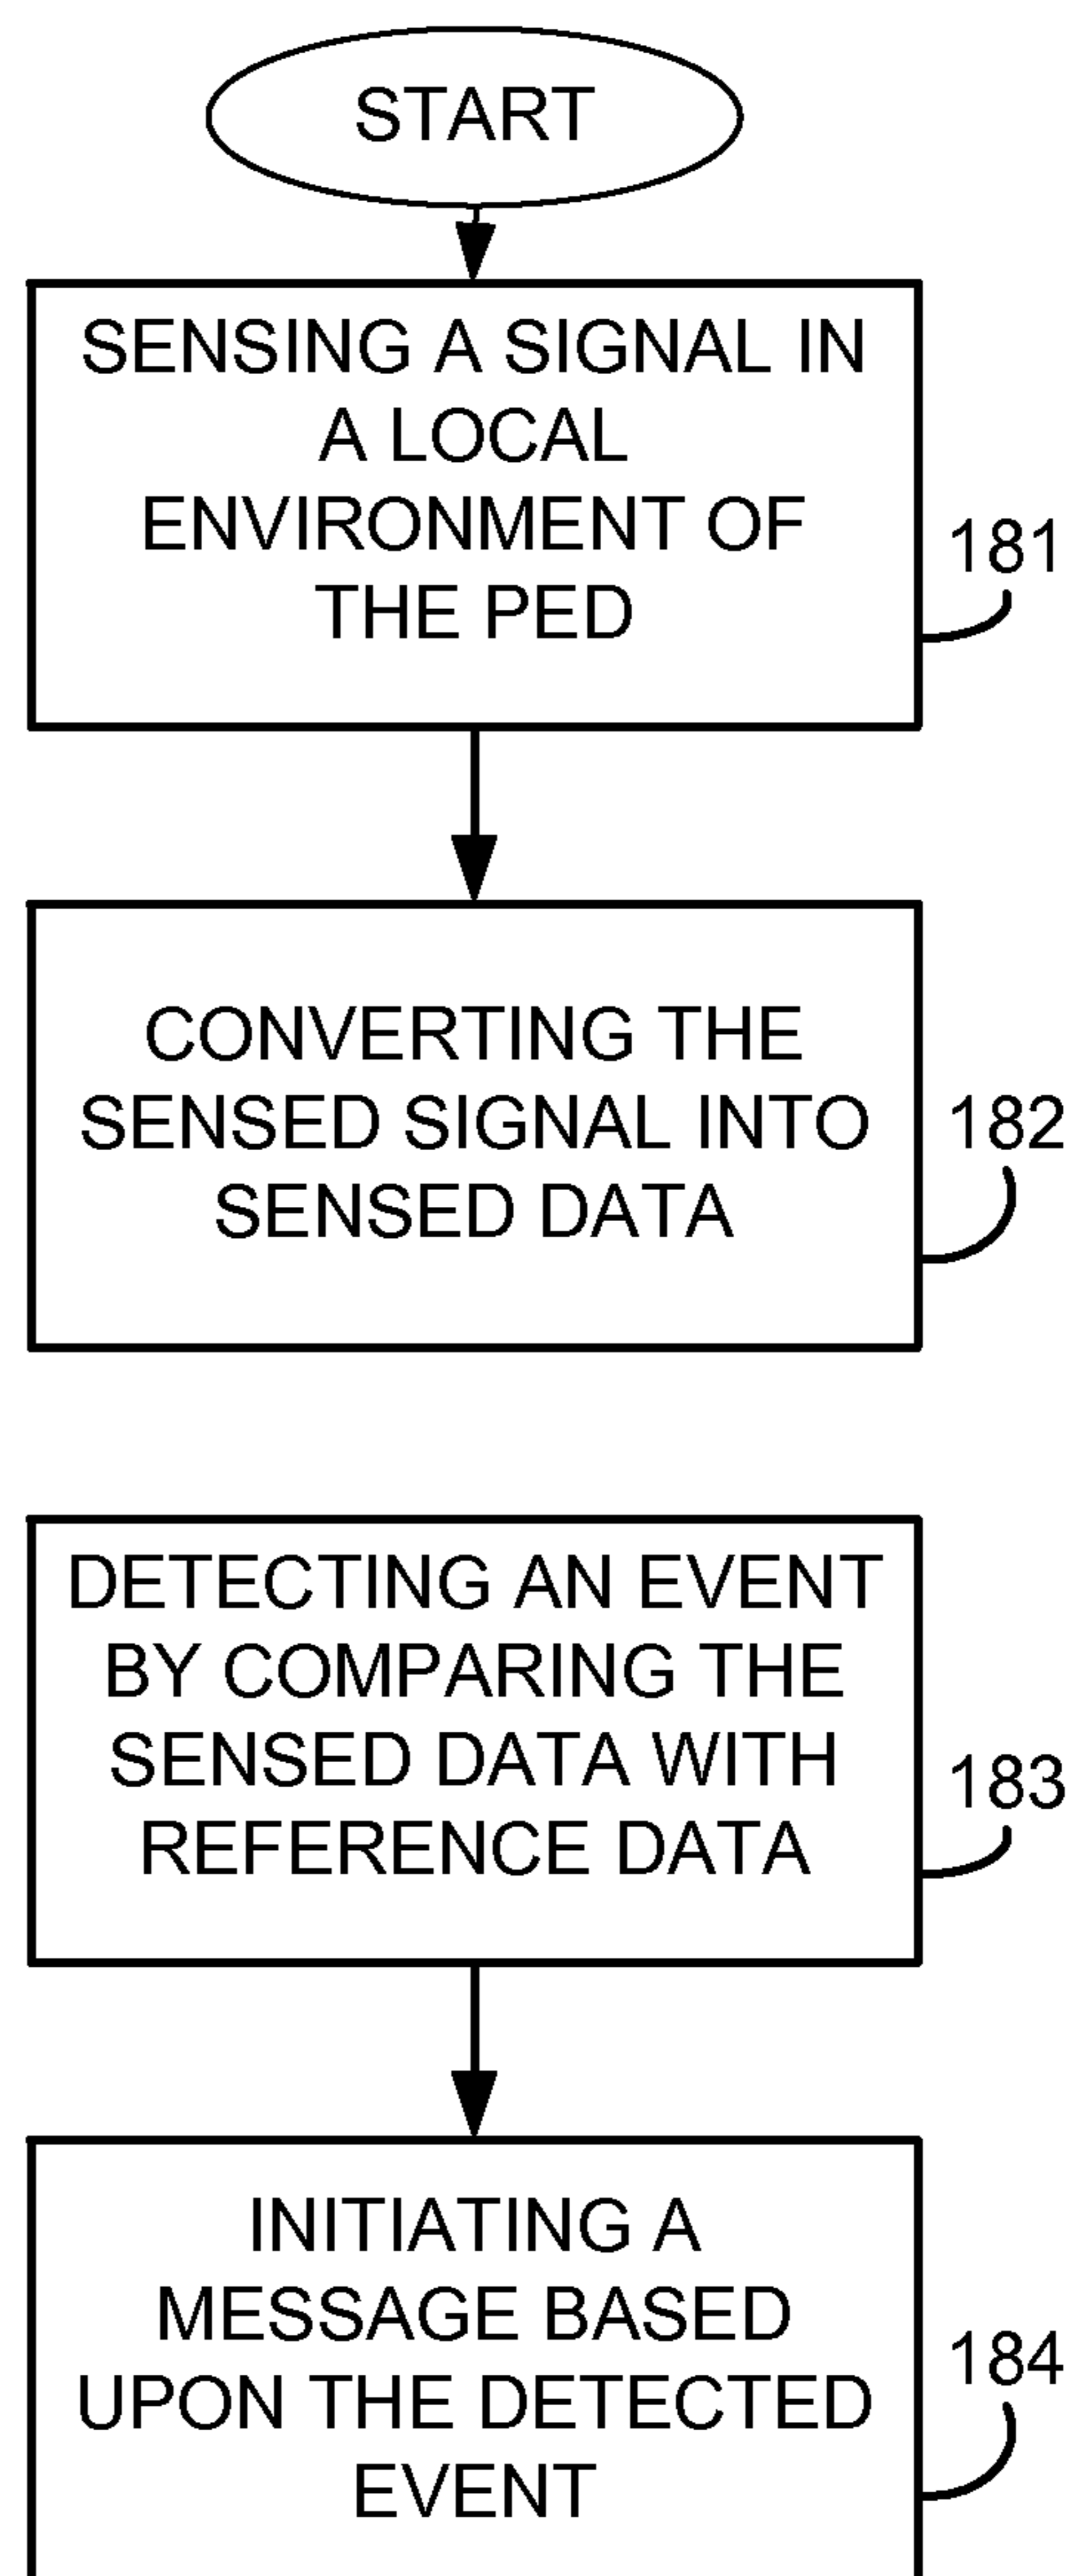 START
SENSING A SIGNAL IN
A LOCAL
ENVIRONMENT OF
THE PED
181
CONVERTING THE
SENSED SIGNAL INTO
SENSED DATA
182
DETECTING AN EVENT
BY COMPARING THE
SENSED DATA WITH
REFERENCE DATA
183
INITIATING A
MESSAGE BASED
UPON THE DETECTED
EVENT
184